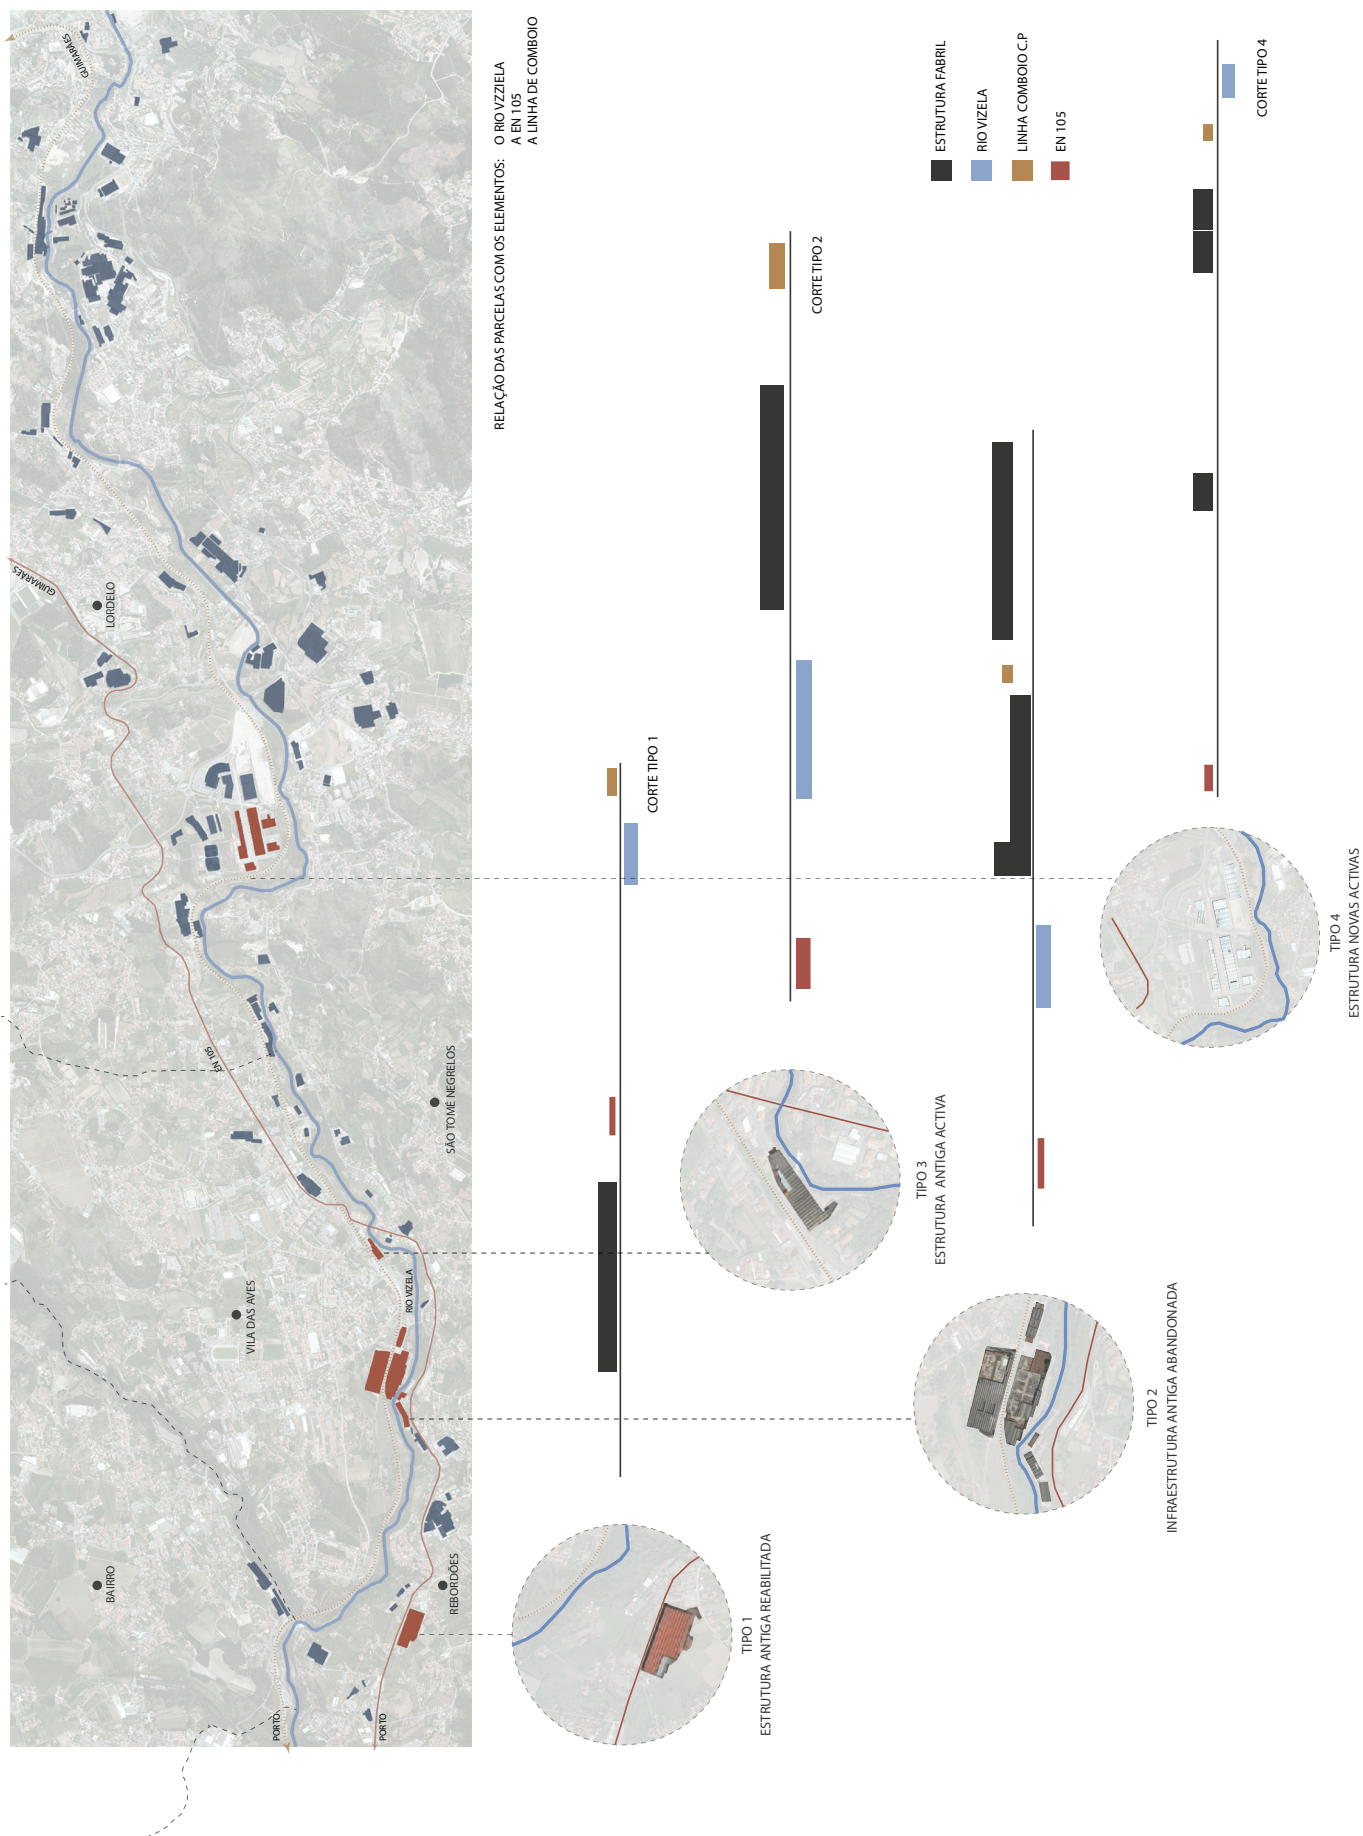 GUIMARÃES
GUIMARÃES
LORDELO
EN 105
SÃO TOMÉ NEGRELOS
VILA DAS AVES
RIO VIZELA
BAIRRO
REBORDÕES
PORTO
PORTO
RELAÇÃO DAS PARCELAS COM OS ELEMENTOS:
O RIO VZZIELA
A EN 105
A LINHA DE COMBOIO
CORTE TIPO 1
CORTE TIPO 2
ESTRUTURA FABRIL
RIO VIZELA
LINHA COMBOIO C.P
EN 105
CORTE TIPO 4
TIPO 1
ESTRUTURA ANTIGA REABILITADA
TIPO 3
ESTRUTURA ANTIGA ACTIVA
TIPO 2
INFRAESTRUTURA ANTIGA ABANDONADA
TIPO 4
ESTRUTURA NOVAS ACTIVAS